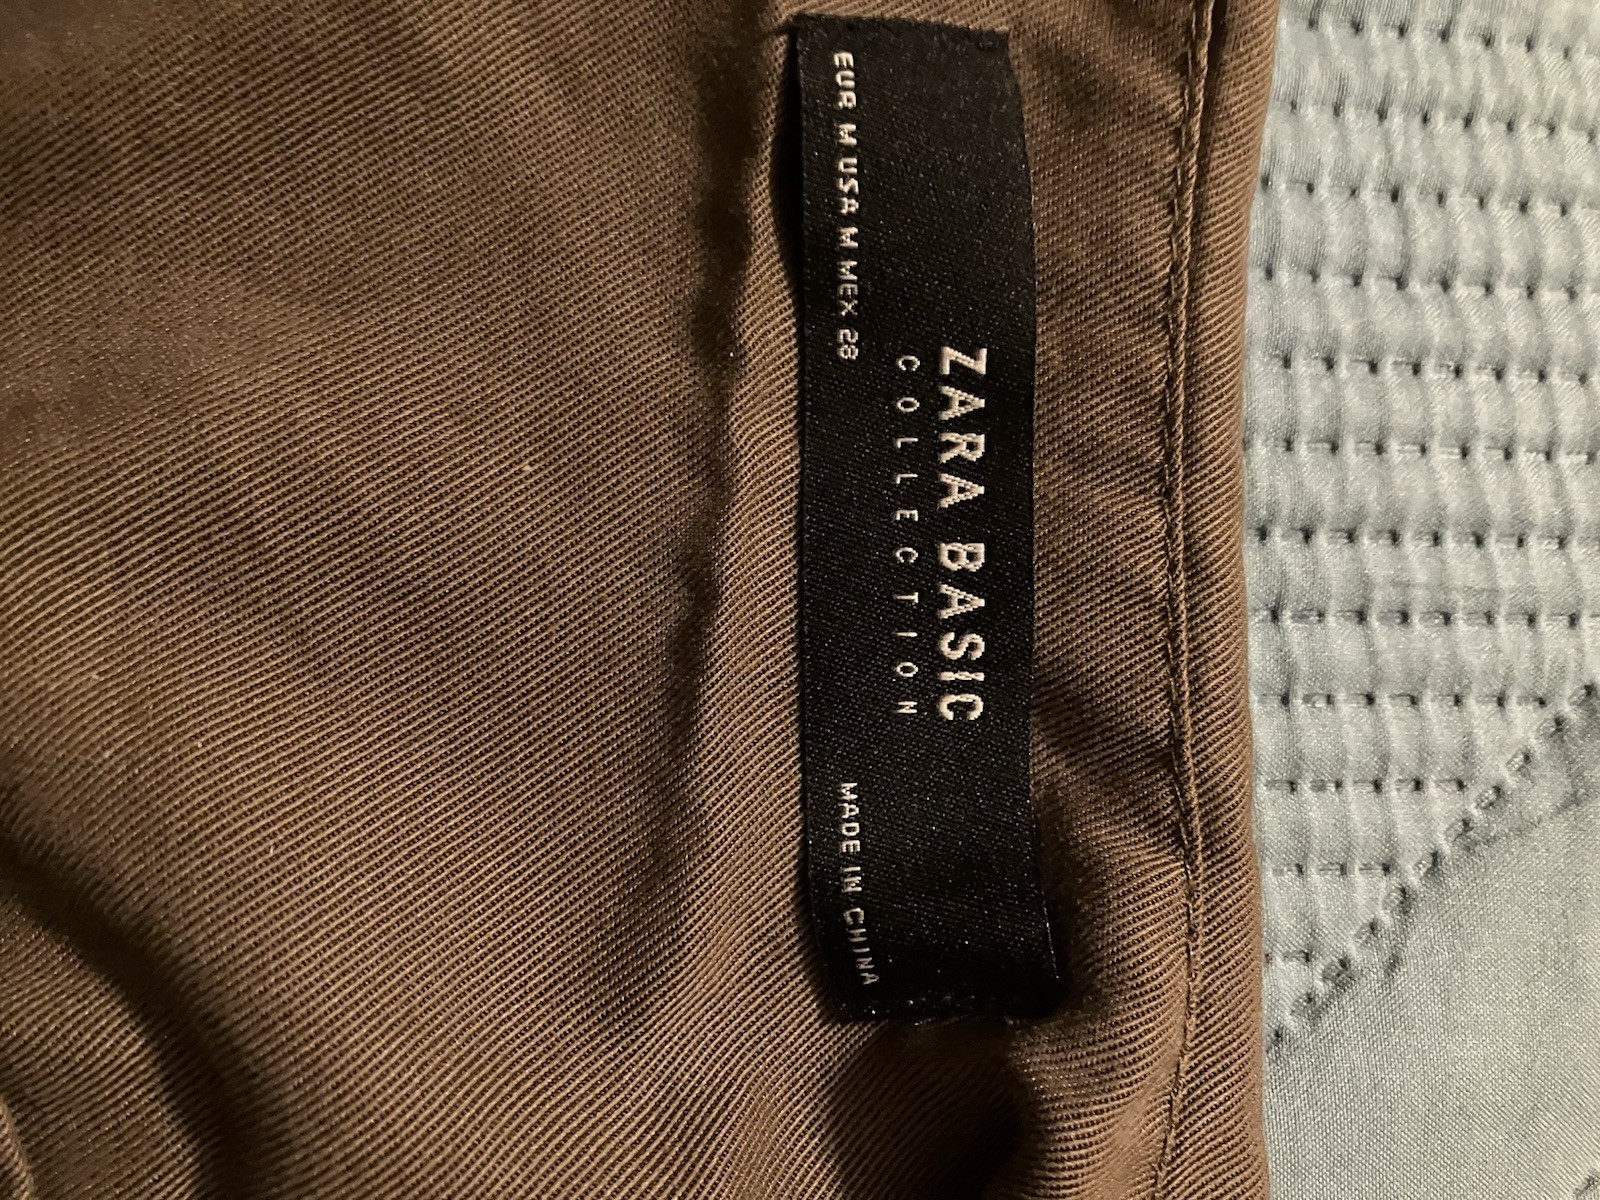 ZARA BASIC
COLLECTION
EUR M USA M MEX 28
MADE IN CHINA